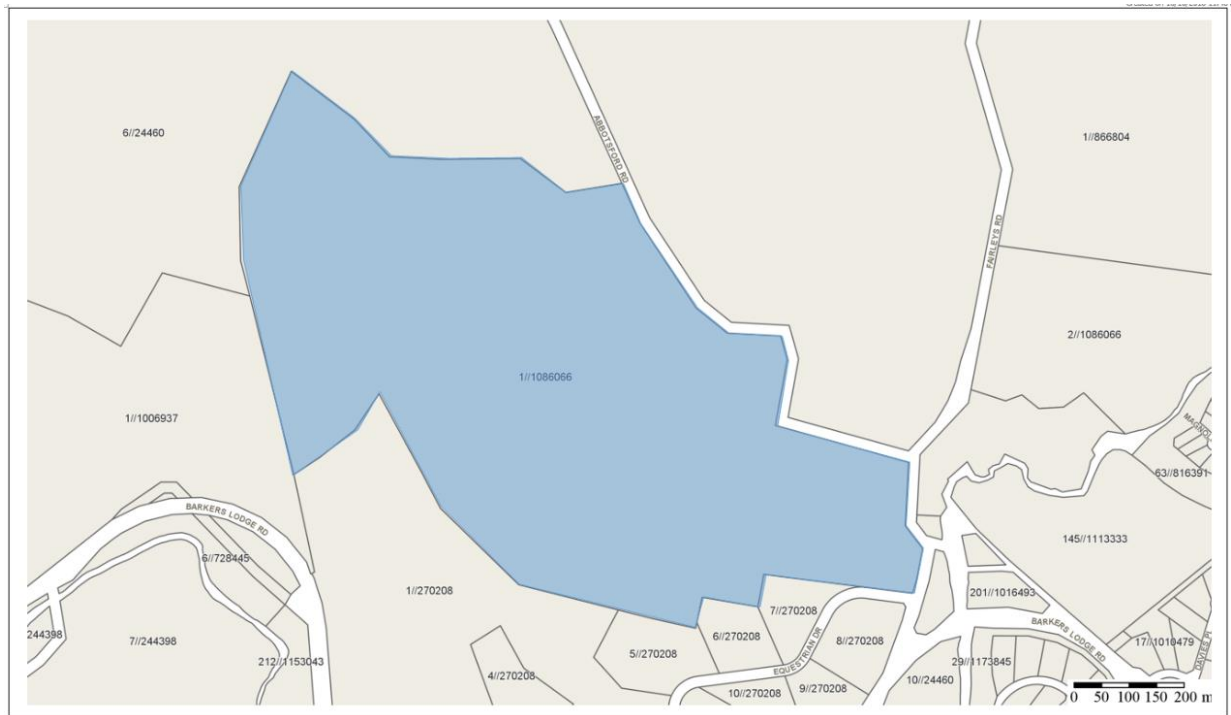 6//24460
ABBOTSFORD RD
1//866804
FAIRLEYS RD
2//1086066
1//1086066
1//1006937
MAGNOL
63//816391
BARKERS LODGE RD
145//1113333
6//728445
1//270208
201//1016493
7//270208
244398
7//244398
6//270208
8//270208
BARKERS LODGE RD
17//1010479
5//270208
EQUESTRIAN DR
DAVIES PL
212//1153043
29//1173845
4//270208
10//24460
10//270208
9//270208
0 50 100 150 200 m